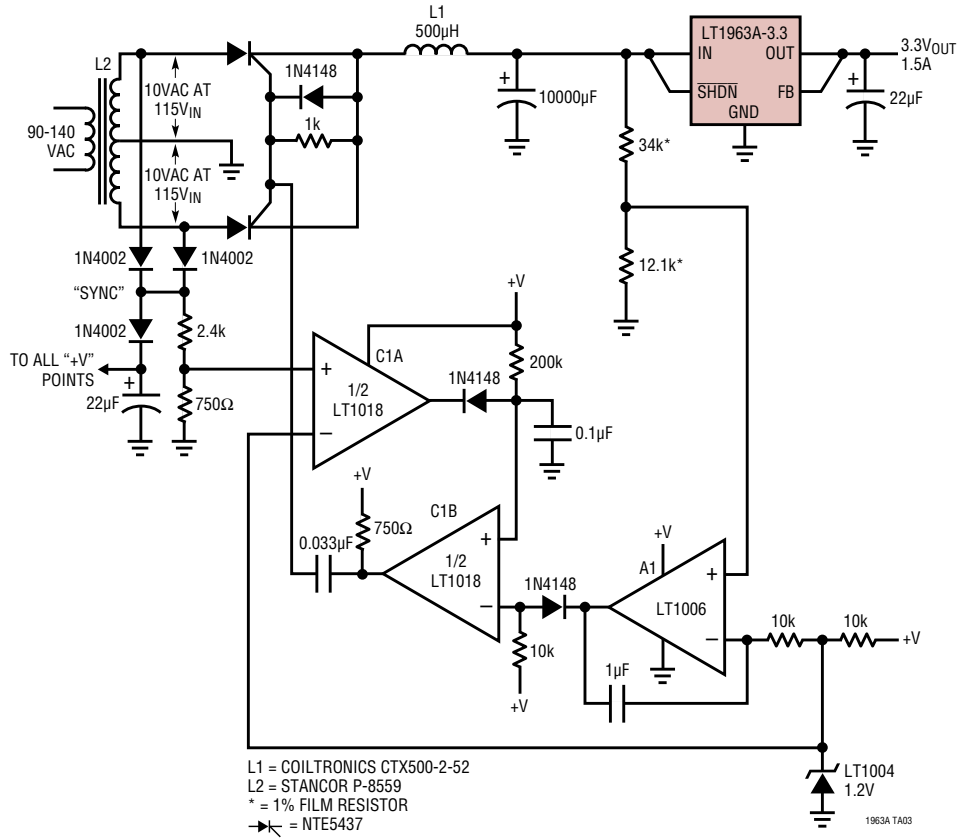 L1
500µH
LT1963A-3.3
IN
OUT
3.3VOUT
1.5A
SHDN
FB
GND
22µF
+
L2
10VAC AT
115VIN
90-140
VAC
10VAC AT
115VIN
1N4148
1k
+
10000µF
34k*
12.1k*
1N4002
1N4002
"SYNC"
1N4002
2.4k
TO ALL "+V"
POINTS
+
22µF
750Ω
+V
200k
C1A
+
1/2
LT1018
–
1N4148
0.1µF
+V
750Ω
0.033µF
C1B
+
1/2
LT1018
–
1N4148
10k
+V
+V
A1
+
LT1006
–
1µF
10k
10k
+V
LT1004
1.2V
L1 = COILTRONICS CTX500-2-52
L2 = STANCOR P-8559
* = 1% FILM RESISTOR
= NTE5437
1963A TA03